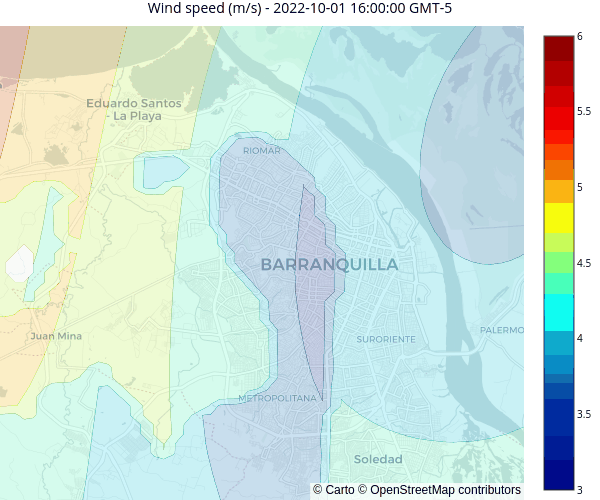 Wind speed (m/s) - 2022-10-01 16:00:00 GMT-5
6
5.5
5
4.5
4
3.5
3
Eduardo Santos
- La Playa
RIOMAR
BARRANQUILLA
PALERMO
Juan Mina
SURORIENTE
METROPOLITANA
Soledad
© Carto © OpenStreetMap contributors